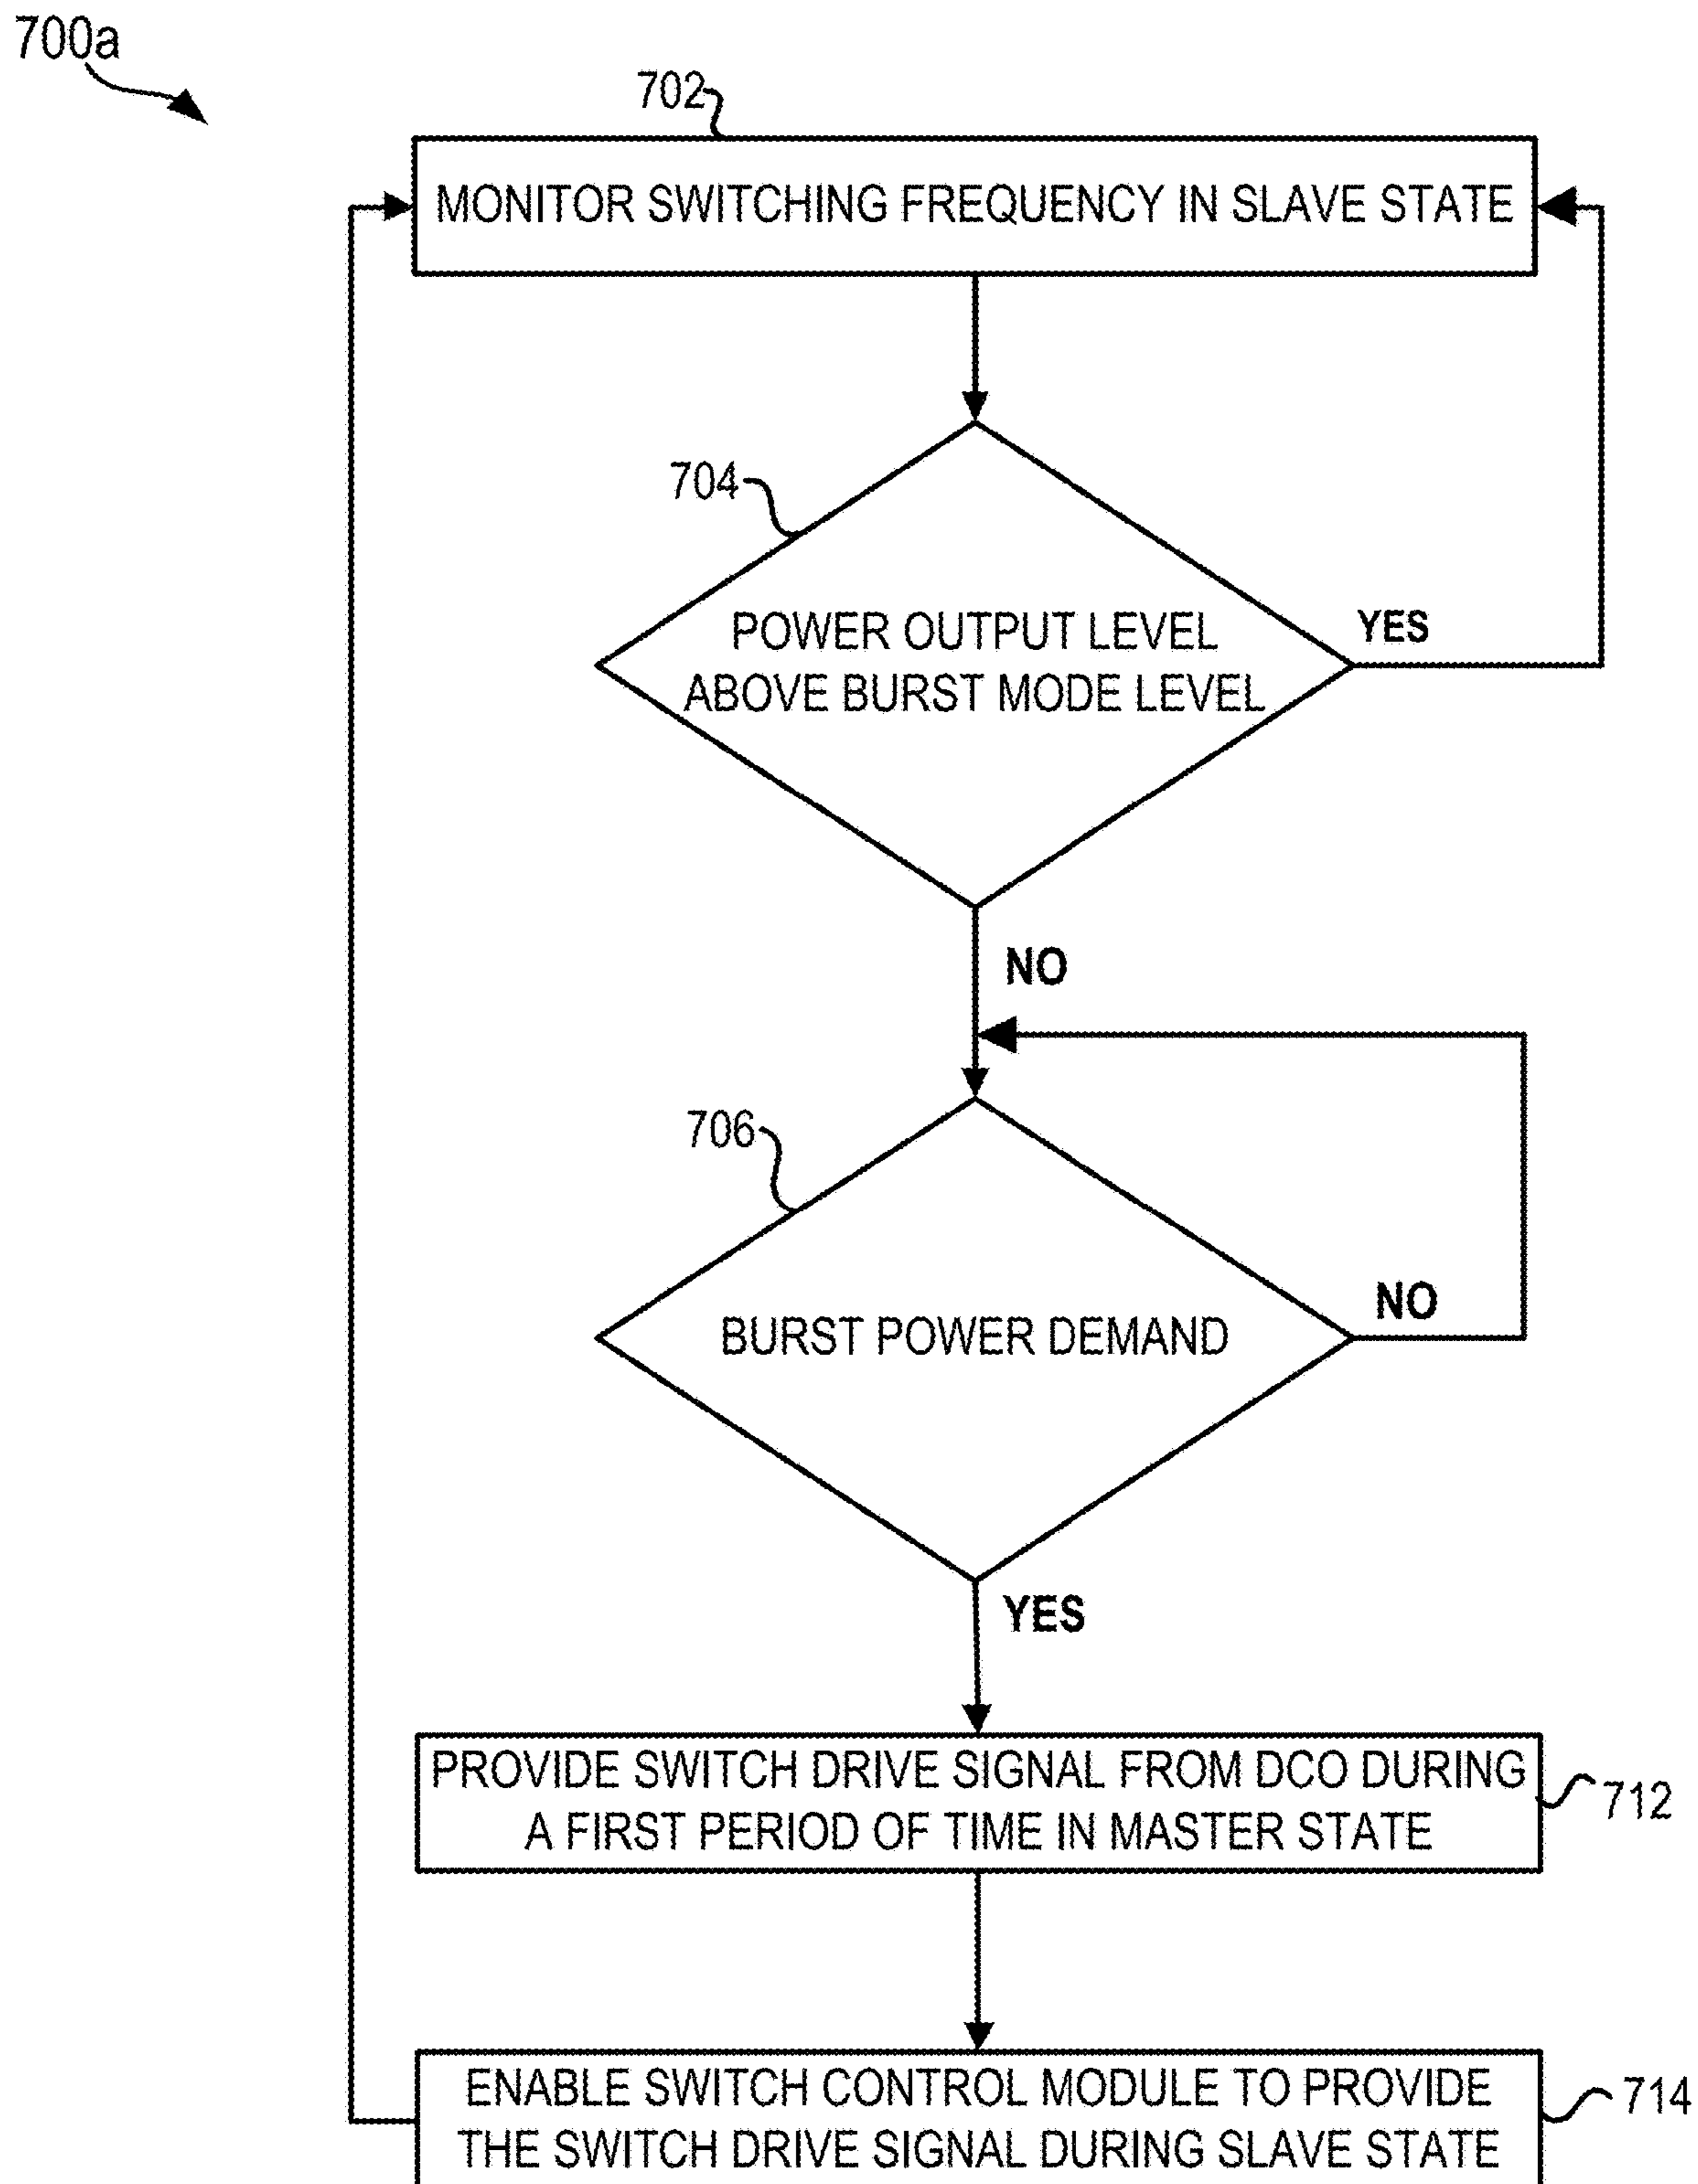 700a
702
MONITOR SWITCHING FREQUENCY IN SLAVE STATE
704
POWER OUTPUT LEVEL
ABOVE BURST MODE LEVEL
YES
NO
706
BURST POWER DEMAND
NO
YES
PROVIDE SWITCH DRIVE SIGNAL FROM DCO DURING
A FIRST PERIOD OF TIME IN MASTER STATE
712
ENABLE SWITCH CONTROL MODULE TO PROVIDE
THE SWITCH DRIVE SIGNAL DURING SLAVE STATE
714